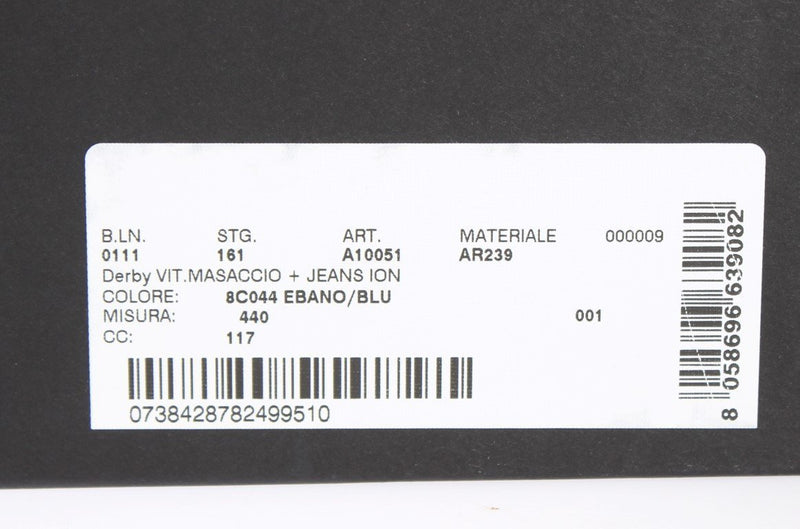 B.LN. STG. ART. MATERIALE 000009
0111 161 A10051 AR239
Derby VIT.MASACCIO + JEANS ION
COLORE: 8C044 EBANO/BLU
MISURA: 440 001
CC: 117
0738428782499510
8 058696 639082